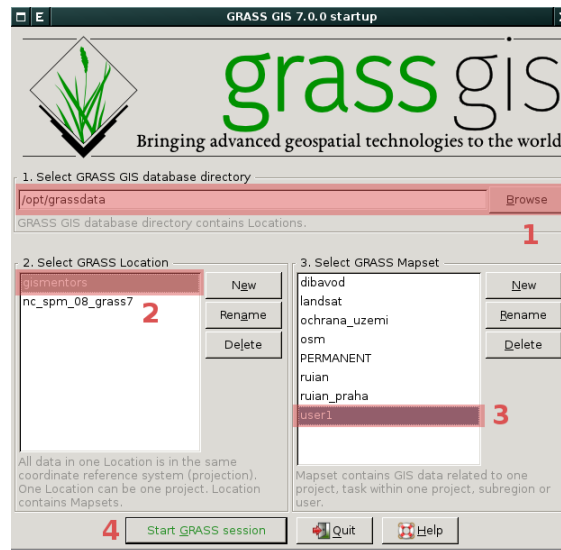 E GRASS GIS 7.0.0 startup
grass gis
Bringing advanced geospatial technologies to the world
1. Select GRASS GIS database directory
/opt/grassdata
Browse
GRASS GIS database directory contains Locations.
1
2. Select GRASS Location
gismentors
nc_spm_08_grass7
2
New
Rename
Delete
All data in one Location is in the same
coordinate reference system (projection).
One Location can be one project. Location
contains Mapsets.
3. Select GRASS Mapset
dibavod
landsat
ochrana_uzemi
osm
PERMANENT
ruian
ruian_praha
user1
3
New
Rename
Delete
Mapset contains GIS data related to one
project, task within one project, subregion or
user.
4
Start GRASS session
Quit
Help